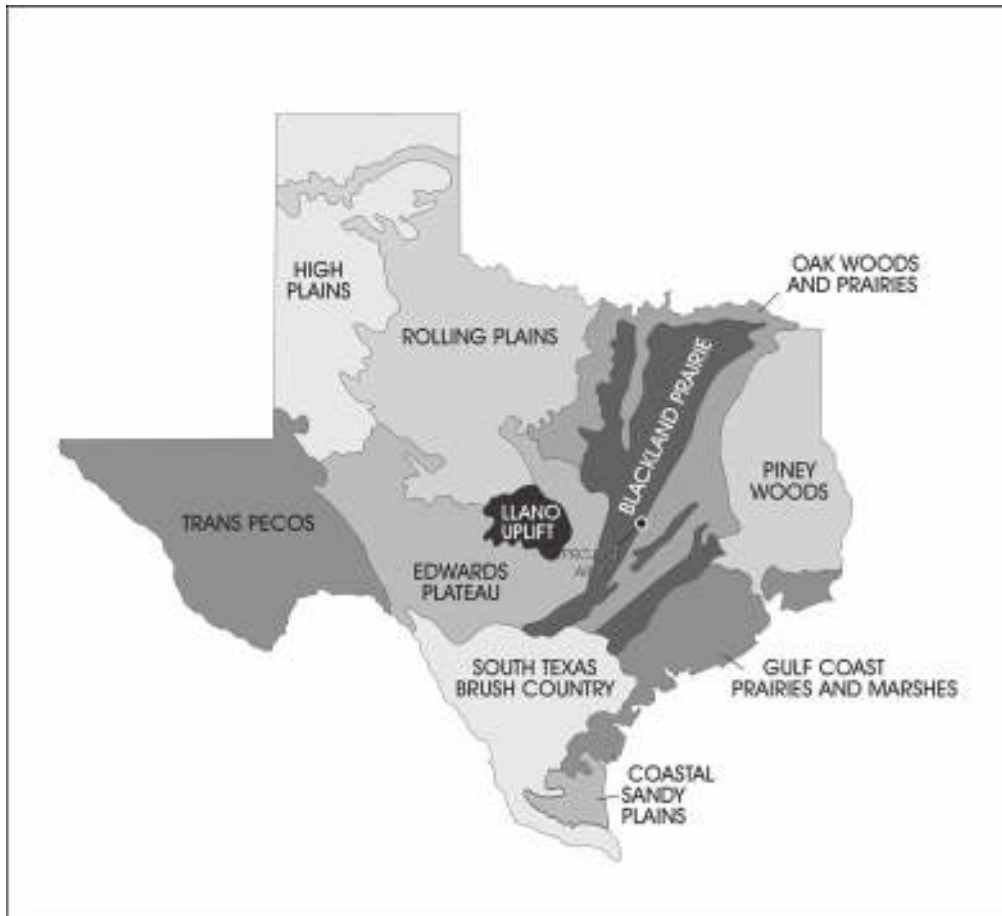 HIGH
PLAINS
OAK WOODS
AND PRAIRIES
ROLLING PLAINS
BLACKLAND PRAIRIE
PINEY
WOODS
TRANS PECOS
LLANO
UPLIFT
EDWARDS
PLATEAU
SOUTH TEXAS
BRUSH COUNTRY
GULF COAST
PRAIRIES AND MARSHES
COASTAL
SANDY
PLAINS